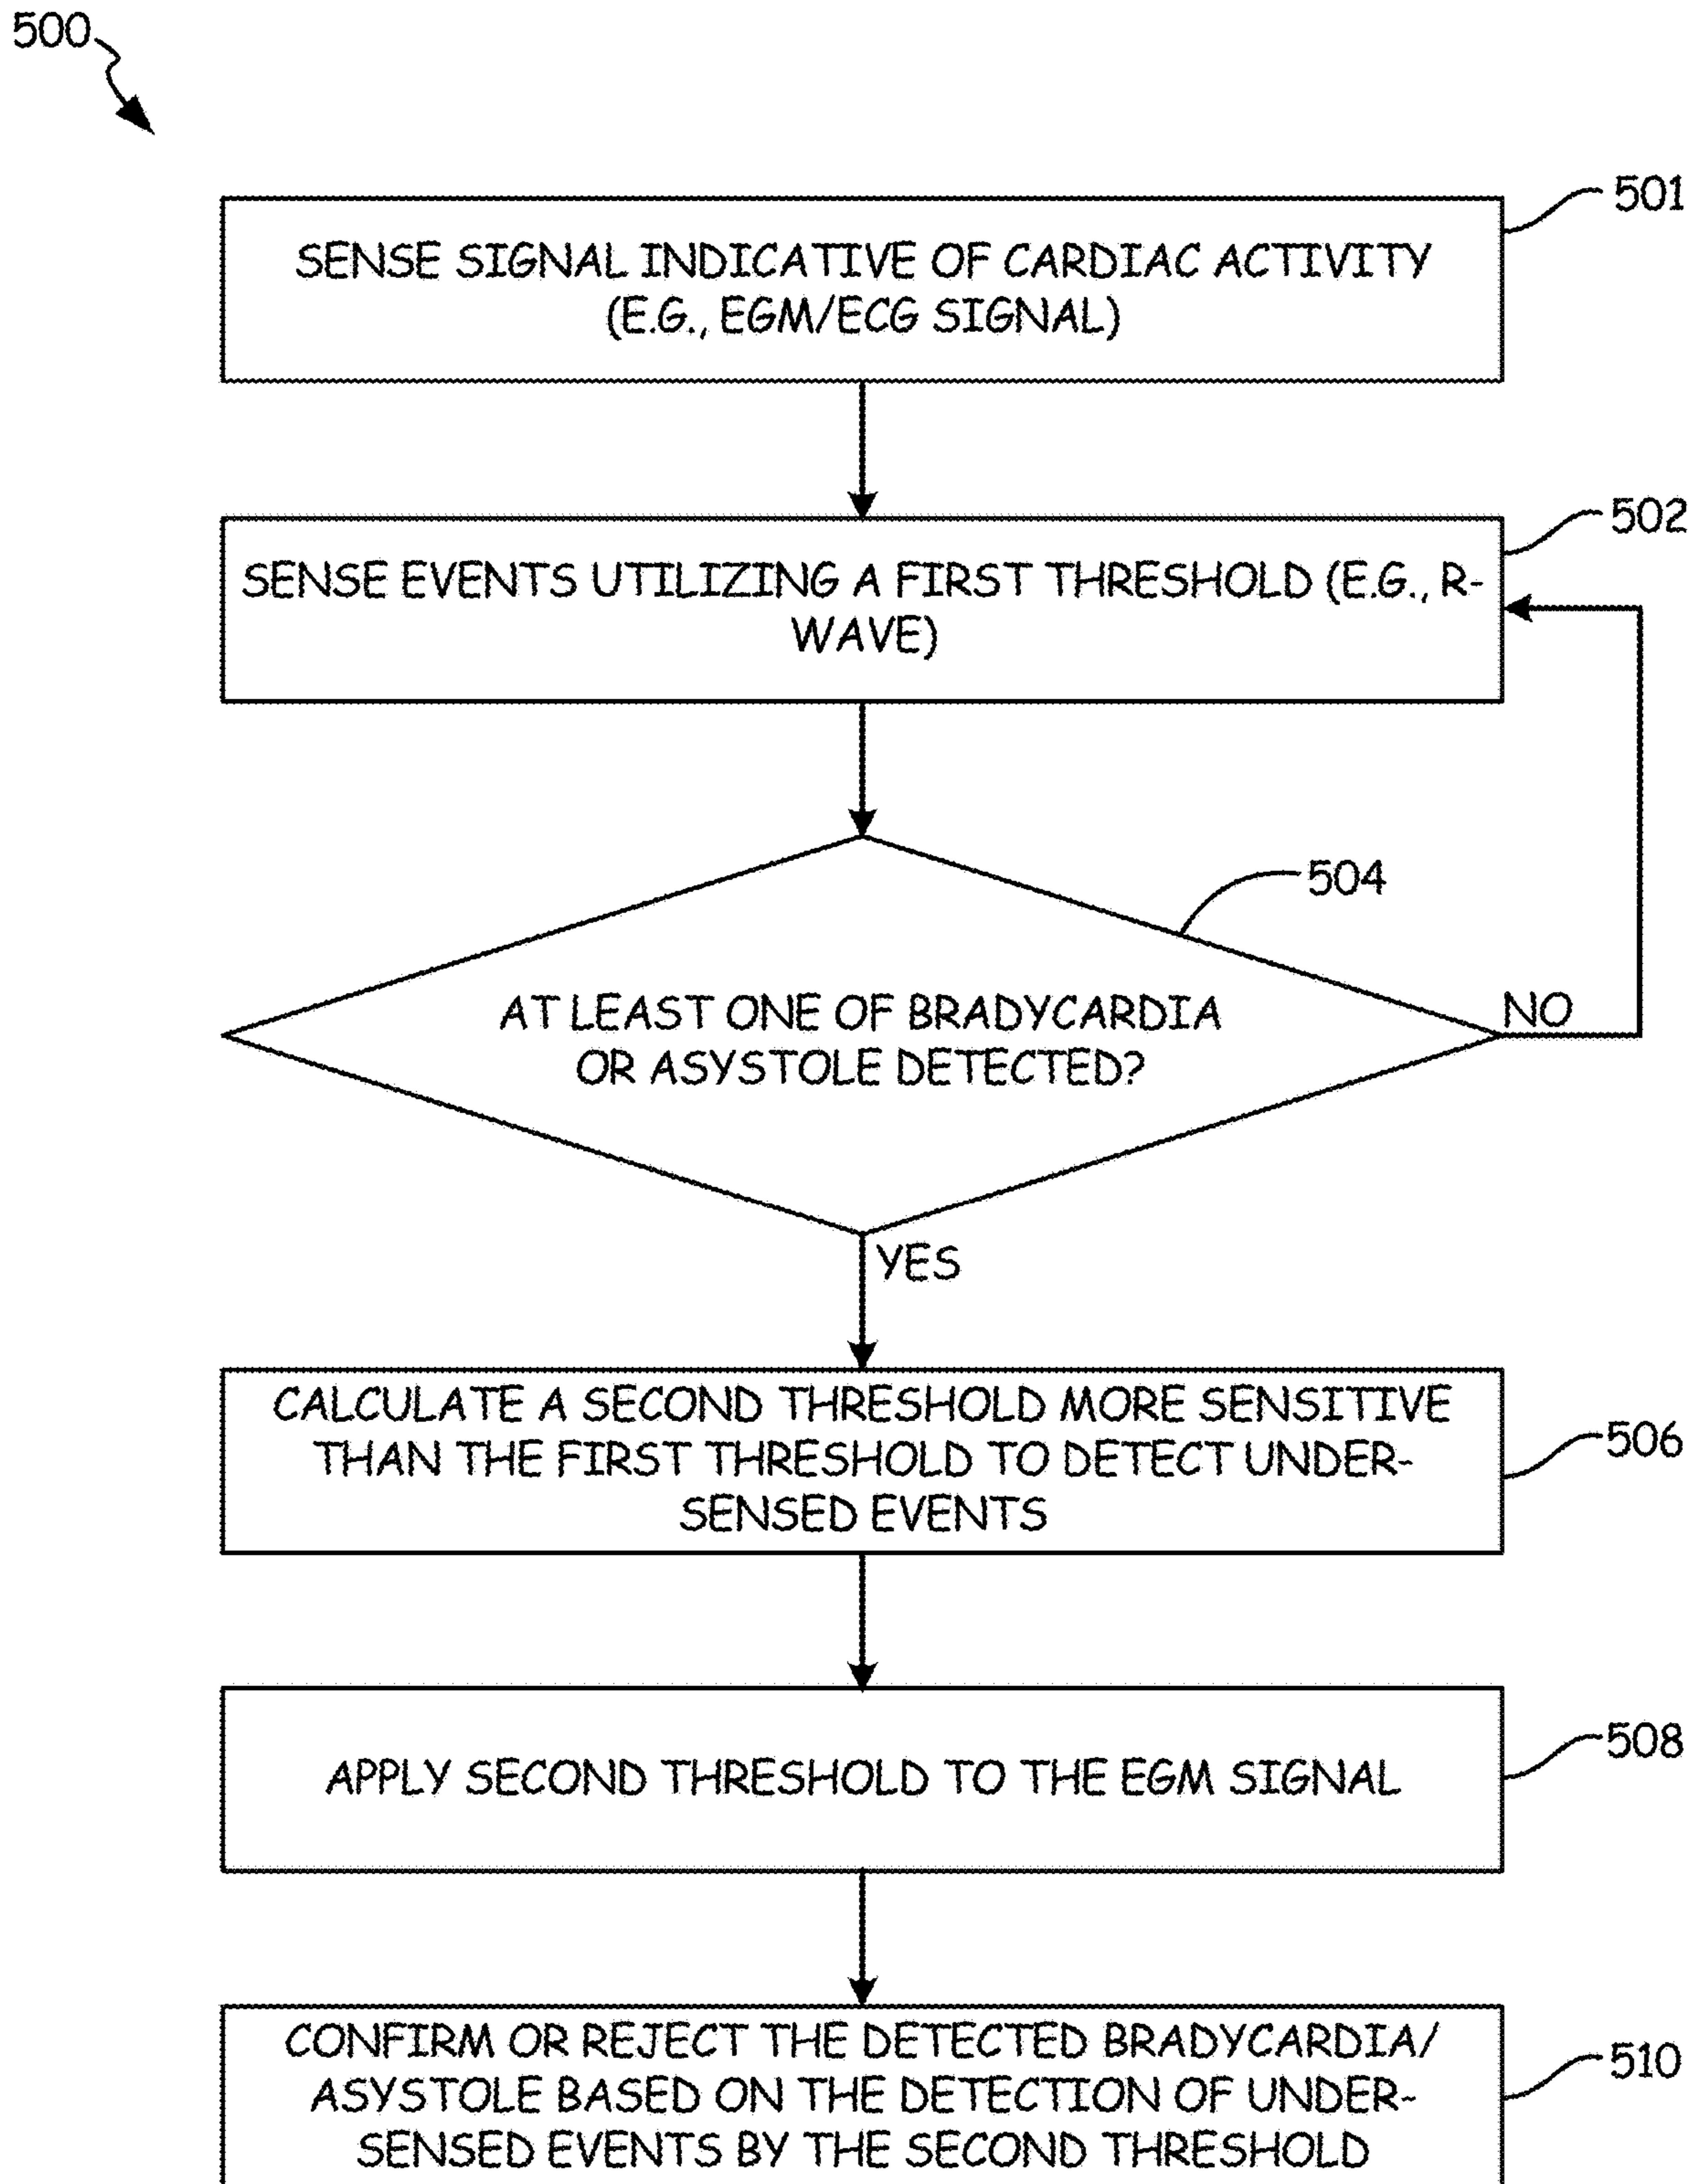 500
501
SENSE SIGNAL INDICATIVE OF CARDIAC ACTIVITY
(E.G., EGM/ECG SIGNAL)
502
SENSE EVENTS UTILIZING A FIRST THRESHOLD (E.G., R-
WAVE)
504
AT LEAST ONE OF BRADYCARDIA
OR ASYSTOLE DETECTED?
NO
YES
CALCULATE A SECOND THRESHOLD MORE SENSITIVE
THAN THE FIRST THRESHOLD TO DETECT UNDER-
SENSED EVENTS
506
APPLY SECOND THRESHOLD TO THE EGM SIGNAL
508
CONFIRM OR REJECT THE DETECTED BRADYCARDIA/
ASYSTOLE BASED ON THE DETECTION OF UNDER-
SENSED EVENTS BY THE SECOND THRESHOLD
510